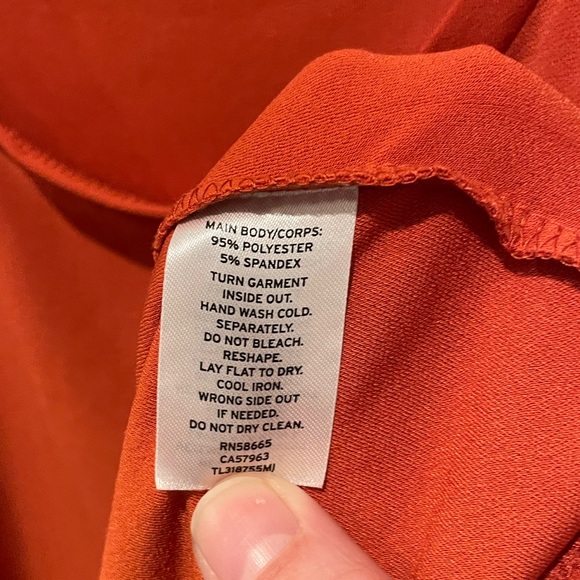 MAIN BODY/CORPS:
95% POLYESTER
5% SPANDEX
TURN GARMENT
INSIDE OUT.
HAND WASH COLD.
SEPARATELY.
DO NOT BLEACH.
RESHAPE.
LAY FLAT TO DRY.
COOL IRON.
WRONG SIDE OUT
IF NEEDED.
DO NOT DRY CLEAN.
RN58665
CA57963
TL318755MJ